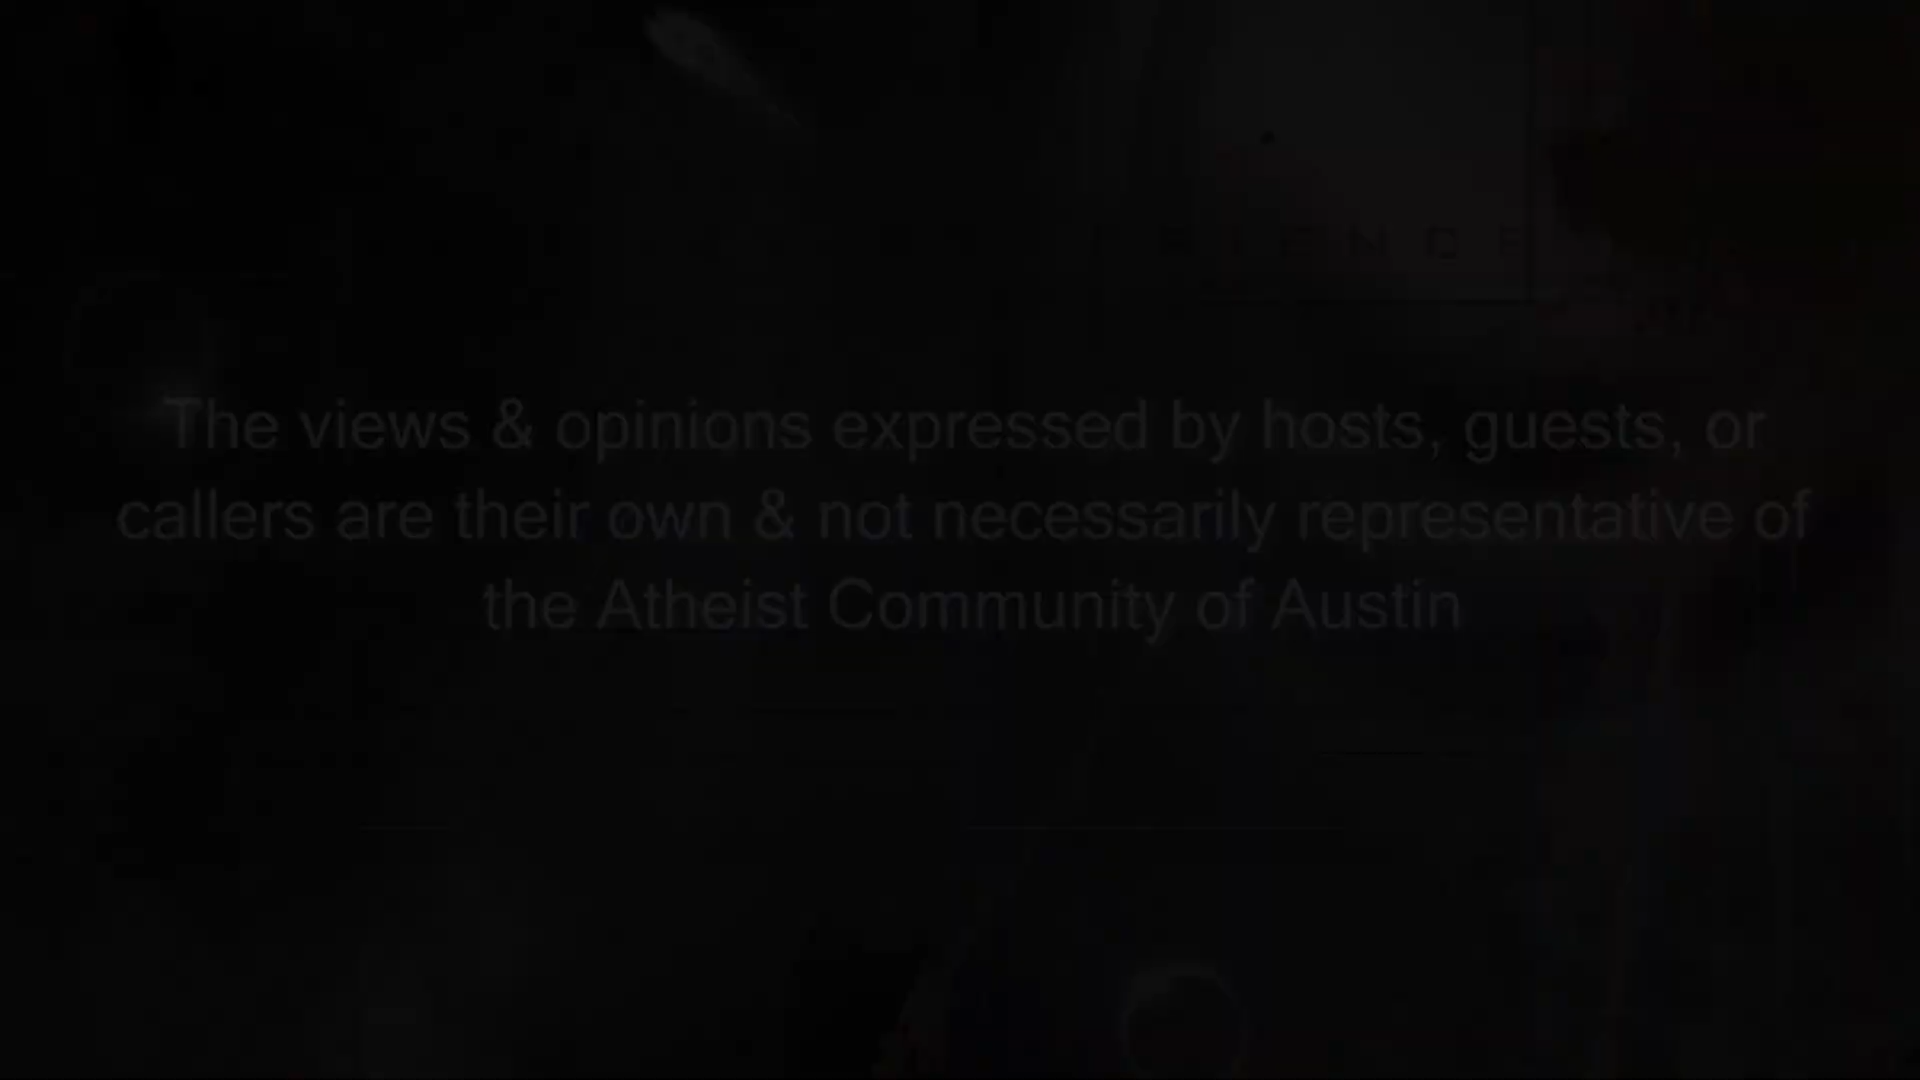 The views & opinions expressed by hosts, guests, or
callers are their own & not necessarily representative of
the Atheist Community of Austin